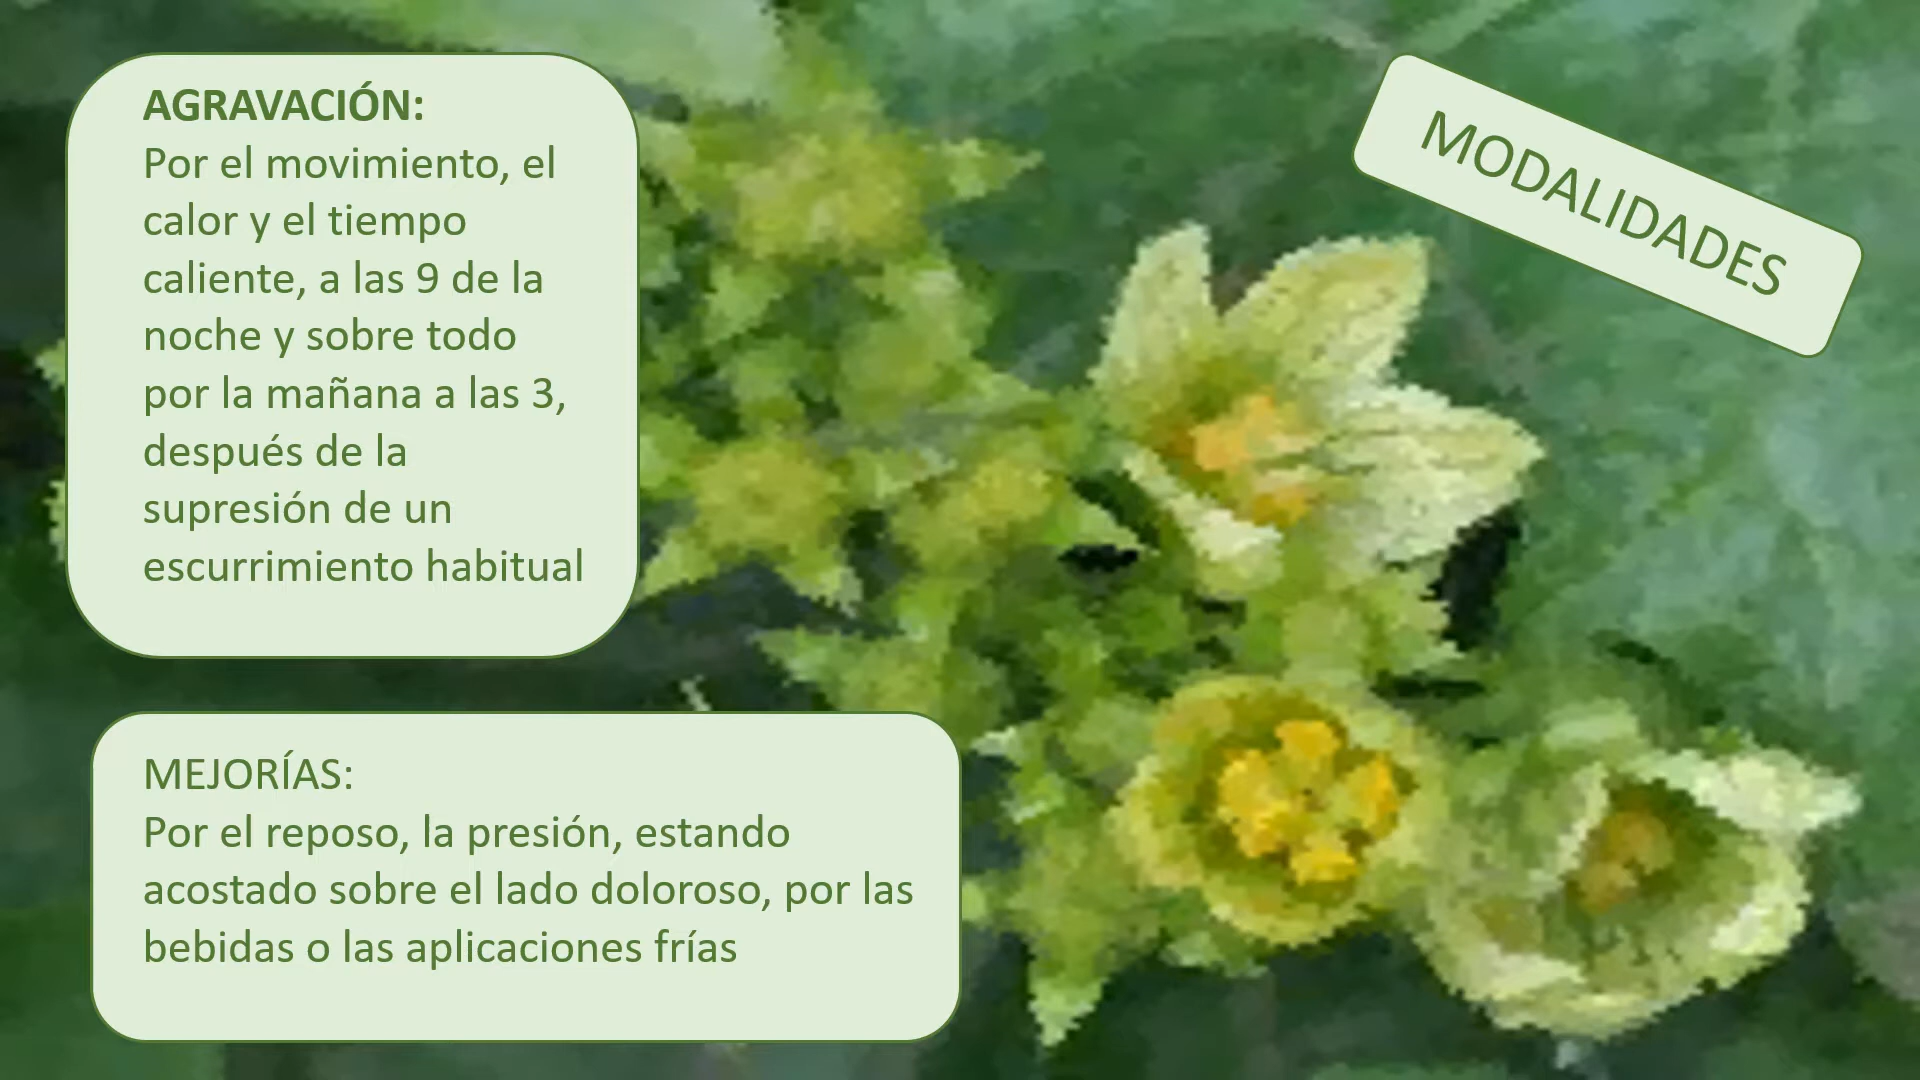 MODALIDADES
AGRAVACIÓN:
Por el movimiento, el
calor y el tiempo
caliente, a las 9 de la
noche y sobre todo
por la mañana a las 3,
después de la
supresión de un
escurrimiento habitual
MEJORÍAS:
Por el reposo, la presión, estando
acostado sobre el lado doloroso, por las
bebidas o las aplicaciones frías